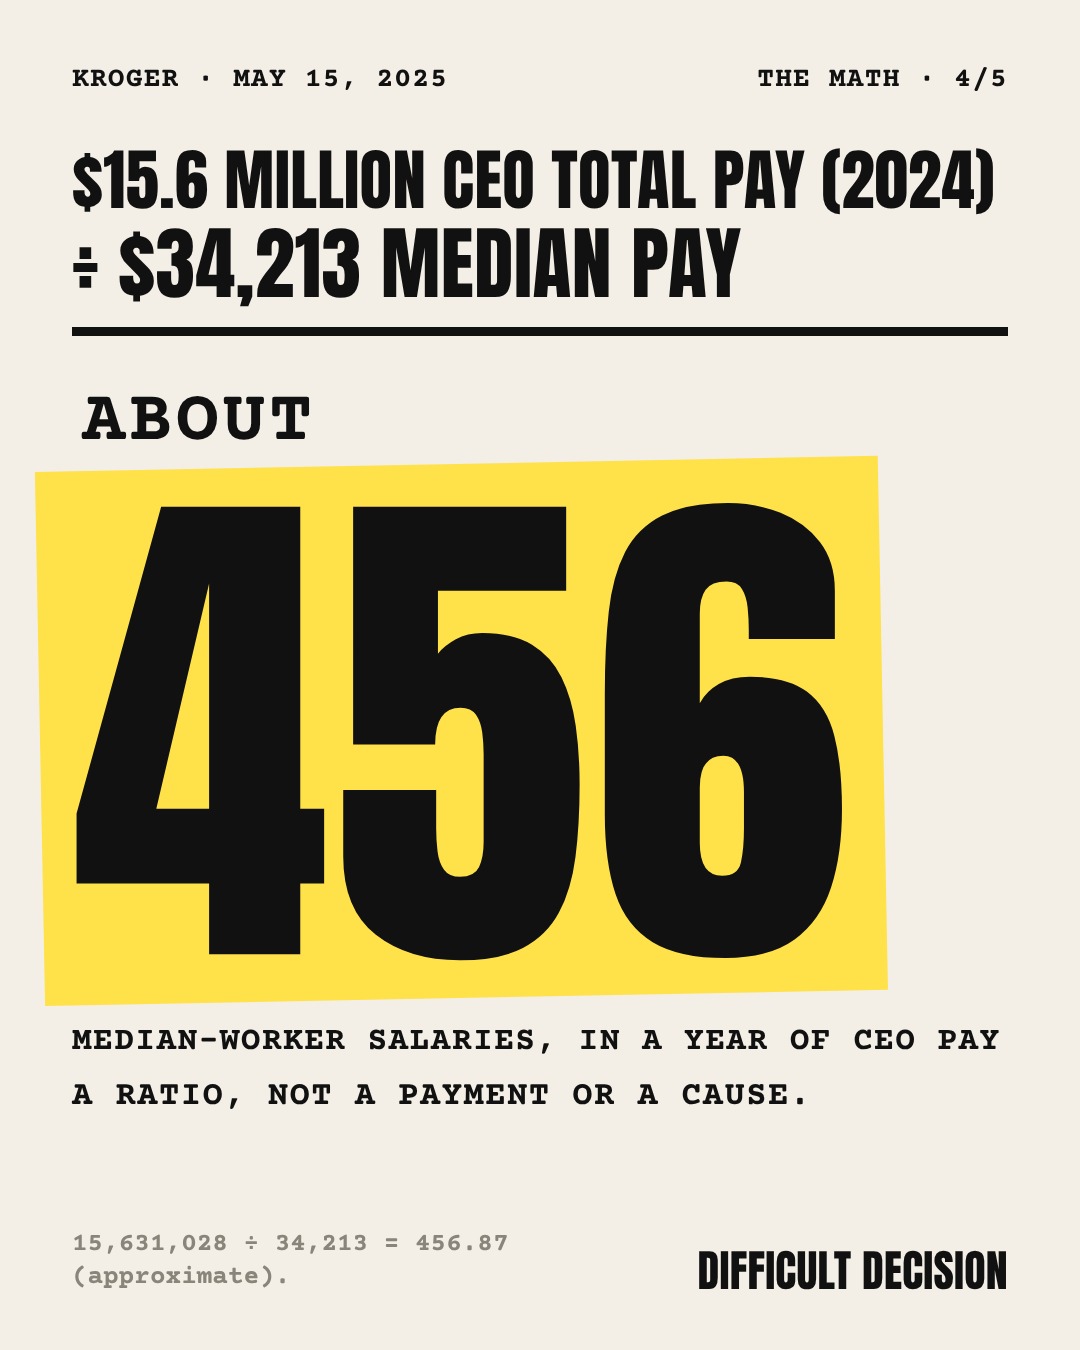 KROGER · MAY 15, 2025
THE MATH · 4/5
$15.6 MILLION CEO TOTAL PAY (2024)
÷ $34,213 MEDIAN PAY
ABOUT
456
MEDIAN-WORKER SALARIES, IN A YEAR OF CEO PAY
A RATIO, NOT A PAYMENT OR A CAUSE.
15,631,028 ÷ 34,213 = 456.87
(approximate).
DIFFICULT DECISION